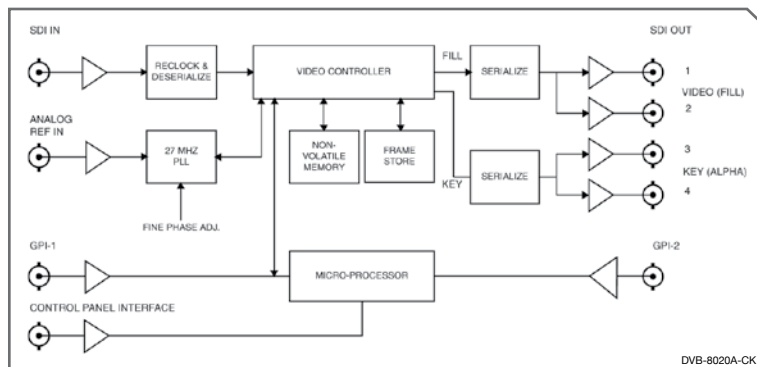 SDI IN
SDI OUT
RECLOCK &
DESERIALIZE
VIDEO CONTROLLER
FILL
SERIALIZE
1
VIDEO (FILL)
2
ANALOG
REF IN
27 MHZ
PLL
NON-
VOLATILE
MEMORY
FRAME
STORE
KEY
SERIALIZE
3
KEY (ALPHA)
4
FINE PHASE ADJ.
GPI-1
MICRO-PROCESSOR
GPI-2
CONTROL PANEL INTERFACE
DVB-8020A-CK